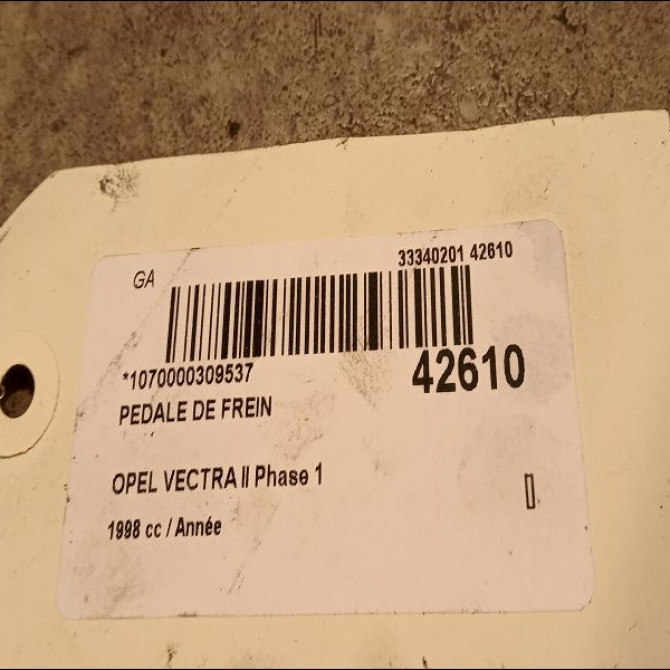 GA
33340201 42610
*1070000309537
42610
PEDALE DE FREIN
OPEL VECTRA II Phase 1
1998 cc / Année